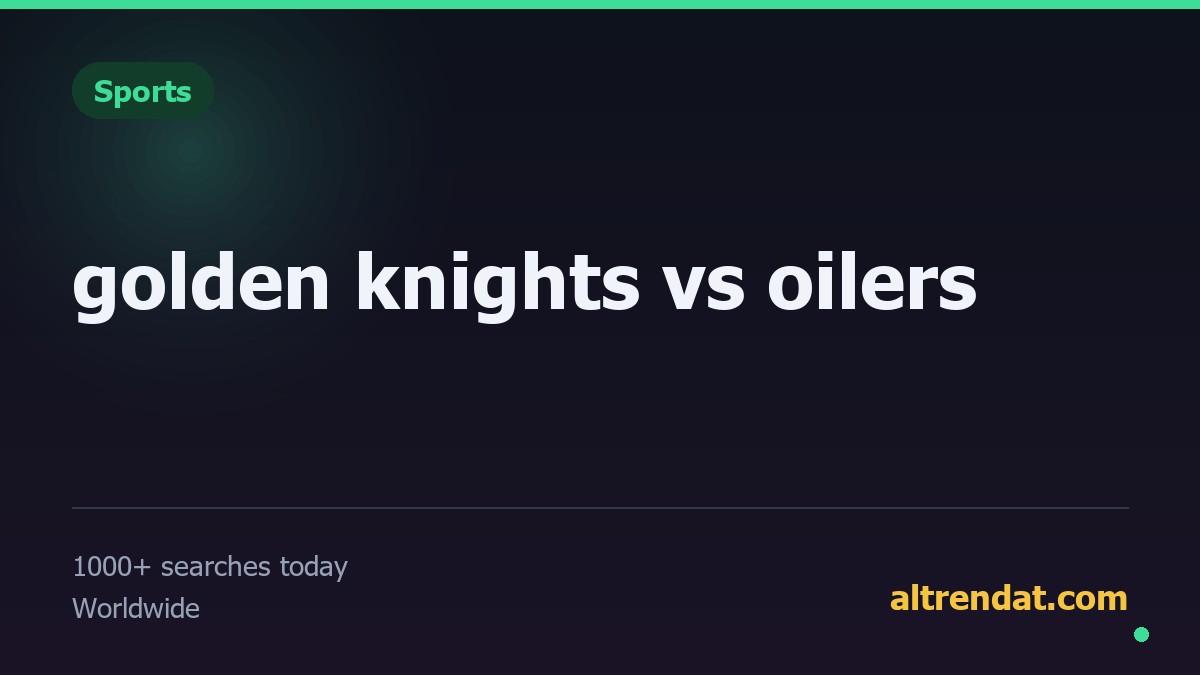 Sports
golden knights vs oilers
1000+ searches today
Worldwide
altrendat.com